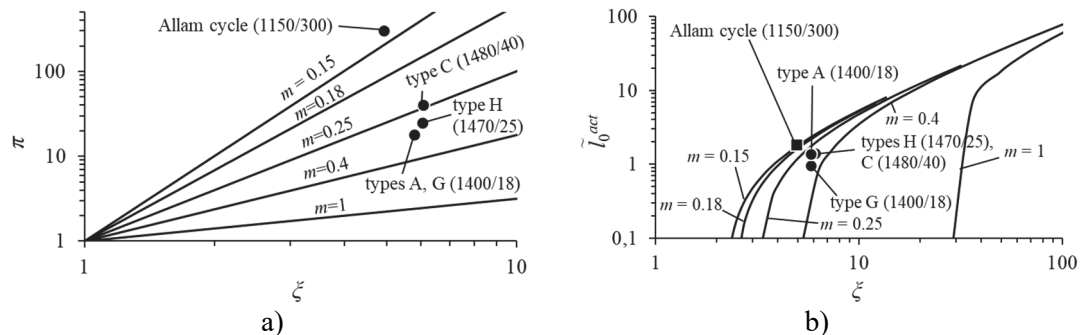 Allam cycle (1150/300)
m = 0.15
m=0.18
type C (1480/40)
m=0.25
type H
(1470/25)
m=0.4
types A, G (1400/18)
m=1
100
10
1
π
1
10
ξ
a)
100
10
1
0,1
l̃₀ᵃᶜᵗ
Allam cycle (1150/300)
type A (1400/18)
m = 0.4
types H (1470/25),
C (1480/40)
m = 1
m = 0.15
m = 0.18
type G (1400/18)
m = 0.25
1
10
100
ξ
b)